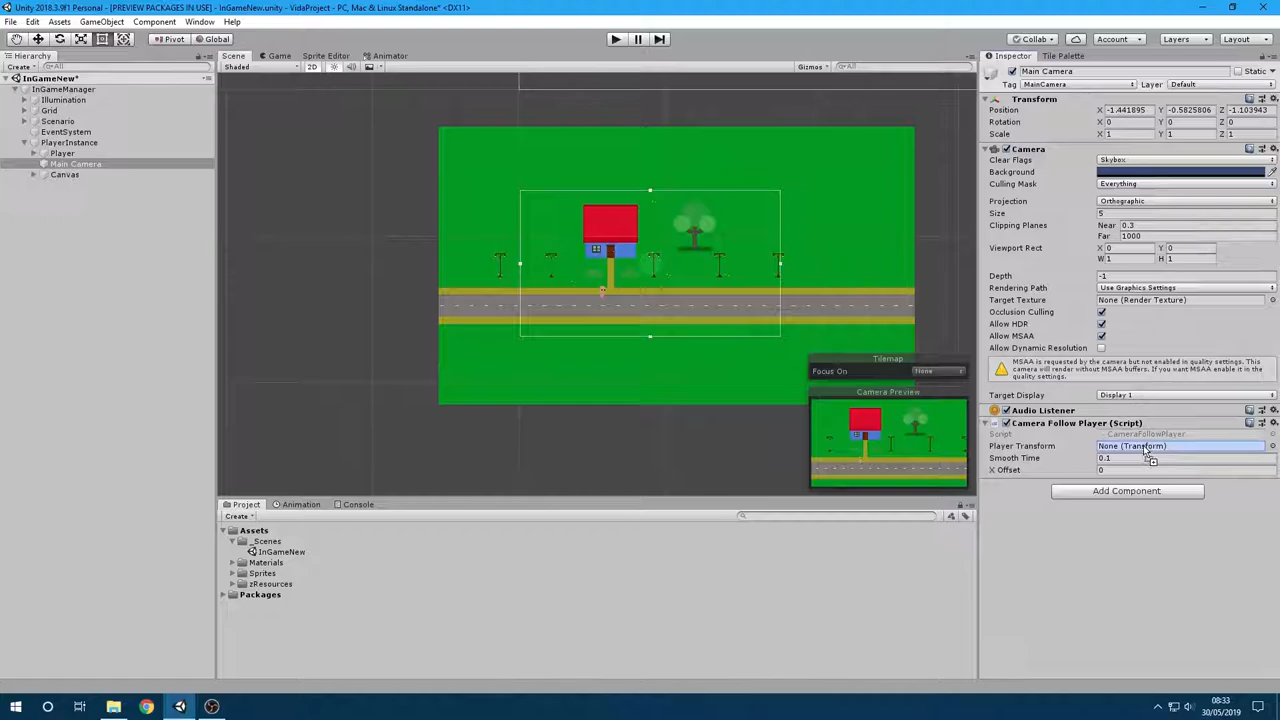 Unity 2018.3.9f1 Personal - [PREVIEW PACKAGES IN USE] - InGameNew.unity - VidaProject - PC, Mac & Linux Standalone* <DX11>
File Edit Assets GameObject Component Window Help
Pivot Global Collab Account Layers Layout
Hierarchy
Create All
InGameNew*
InGameManager
Illumination
Grid
Scenario
EventSystem
PlayerInstance
Player
Main Camera
Canvas
Scene Game Sprite Editor Animator
Shaded 2D Gizmos All
Tilemap
Focus On None
Camera Preview
Project Animation Console
Create
Assets
_Scenes
InGameNew
Materials
Sprites
zResources
Packages
Inspector Tile Palette
Main Camera Static
Tag MainCamera Layer Default
Transform
Position X -1.441895 Y -0.5825806 Z -1.103943
Rotation X 0 Y 0 Z 0
Scale X 1 Y 1 Z 1
Camera
Clear Flags Skybox
Background
Culling Mask Everything
Projection Orthographic
Size 5
Clipping Planes Near 0.3
Far 1000
Viewport Rect X 0 Y 0
W 1 H 1
Depth -1
Rendering Path Use Graphics Settings
Target Texture None (Render Texture)
Occlusion Culling
Allow HDR
Allow MSAA
Allow Dynamic Resolution
MSAA is requested by the camera but not enabled in quality settings. This
camera will render without MSAA buffers. If you want MSAA enable it in the
quality settings.
Target Display Display 1
Audio Listener
Camera Follow Player (Script)
Script CameraFollowPlayer
Player Transform None (Transform)
Smooth Time 0.1
X Offset 0
Add Component
08:33
30/05/2019